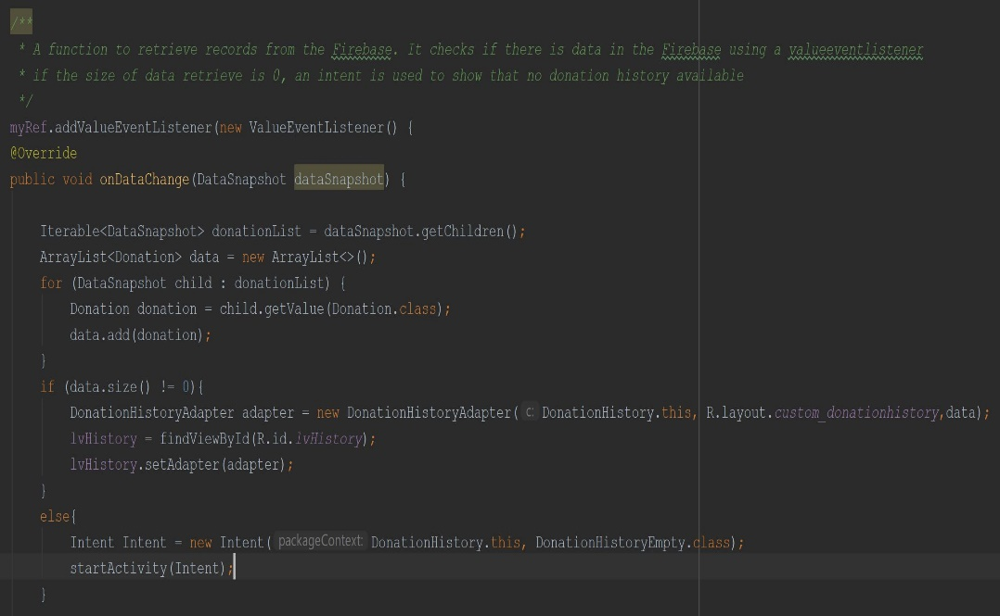 /**
* A function to retrieve records from the Firebase. It checks if there is data in the Firebase using a valueeventlistener
* if the size of data retrieve is 0, an intent is used to show that no donation history available
*/
myRef.addValueEventListener(new ValueEventListener() {
@Override
public void onDataChange(DataSnapshot dataSnapshot) {
Iterable<DataSnapshot> donationList = dataSnapshot.getChildren();
ArrayList<Donation> data = new ArrayList<>();
for (DataSnapshot child : donationList) {
Donation donation = child.getValue(Donation.class);
data.add(donation);
}
if (data.size() != 0){
DonationHistoryAdapter adapter = new DonationHistoryAdapter( c: DonationHistory.this, R.layout.custom_donationhistory,data);
lvHistory = findViewById(R.id.lvHistory);
lvHistory.setAdapter(adapter);
}
else{
Intent Intent = new Intent( packageContext: DonationHistory.this, DonationHistoryEmpty.class);
startActivity(Intent);
}